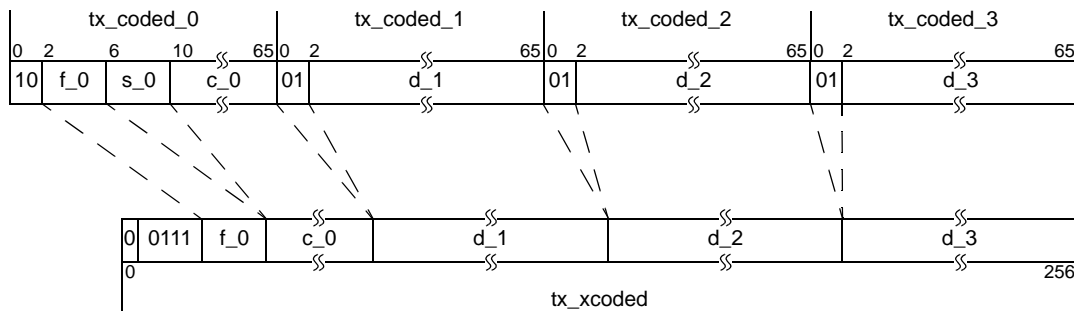 tx_coded_0 tx_coded_1 tx_coded_2 tx_coded_3
0 2 6 10 65 0 2 65 0 2 65 0 2 65
10 f_0 s_0 c_0 01 d_1 01 d_2 01 d_3
0 0111 f_0 c_0 d_1 d_2 d_3
0 256
tx_xcoded